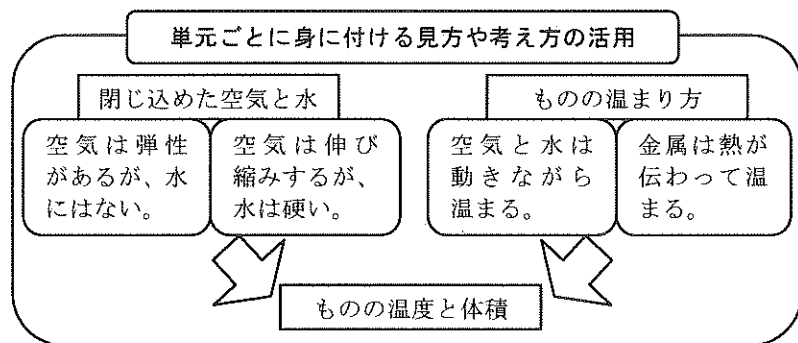 単元ごとに身に付ける見方や考え方の活用
閉じ込めた空気と水
空気は弾性
があるが、水
にはない。
空気は伸び
縮みするが、
水は硬い。
ものの温まり方
空気と水は
動きながら
温まる。
金属は熱が
伝わって温
まる。
ものの温度と体積